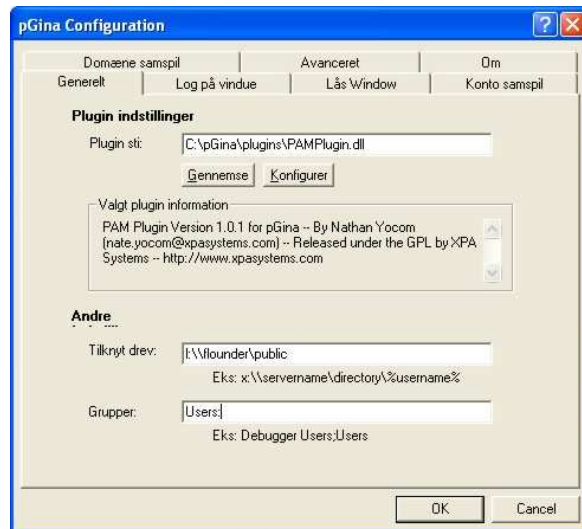 pGina Configuration
Domæne samspil Avanceret Om
Generelt Log på vindue Lås Window Konto samspil
Plugin indstillinger
Plugin sti: C:\pGina\plugins\PAMPlugin.dll
Gennemse Konfigurer
Valgt plugin information
PAM Plugin Version 1.0.1 for pGina -- By Nathan Yocom
(nate.yocom@xpasystems.com) -- Released under the GPL by XPA
Systems -- http://www.xpasystems.com
Andre
Tilknyt drev: I:\\flounder\public
Eks: x:\\servername\directory\%username%
Grupper: Users:
Eks: Debugger Users;Users
OK Cancel